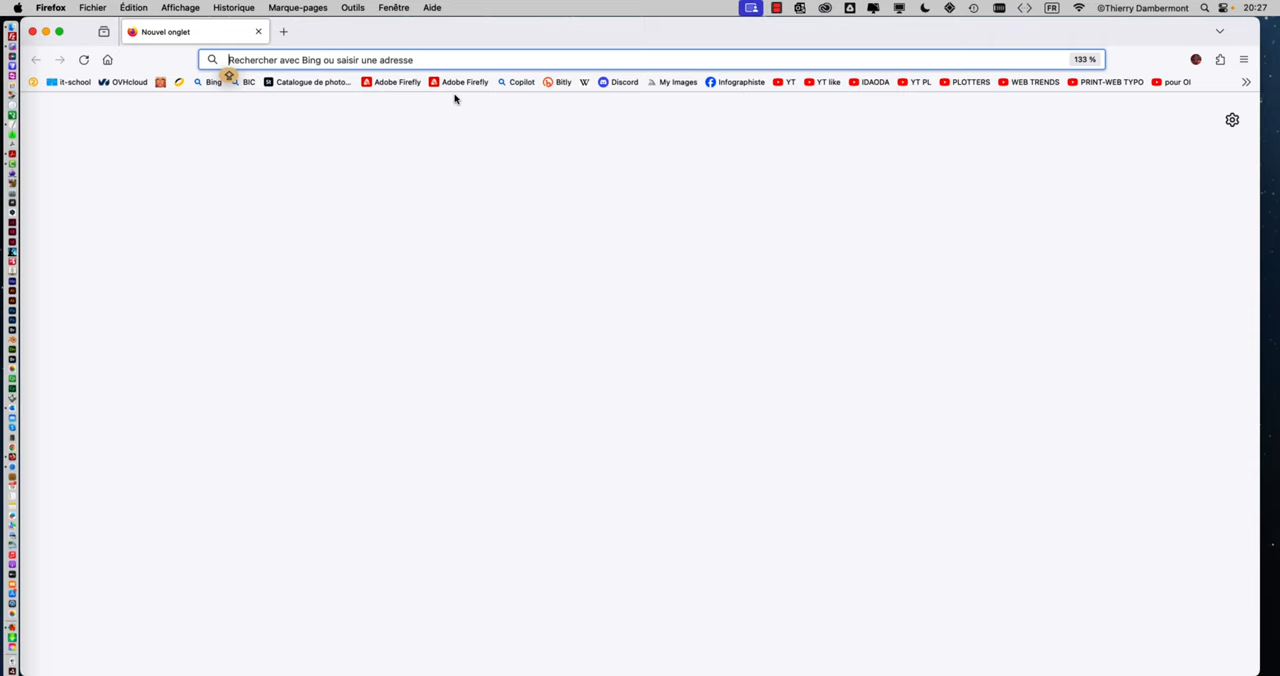 Firefox Fichier Édition Affichage Historique Marque-pages Outils Fenêtre Aide FR ©Thierry Dambermont 20:27
Nouvel onglet
Rechercher avec Bing ou saisir une adresse 133 %
it-school OVHcloud Bing BIC Catalogue de photo... Adobe Firefly Adobe Firefly Copilot Bitly W Discord My Images Infographiste YT YT like IDAODA YT PL PLOTTERS WEB TRENDS PRINT-WEB TYPO pour OI